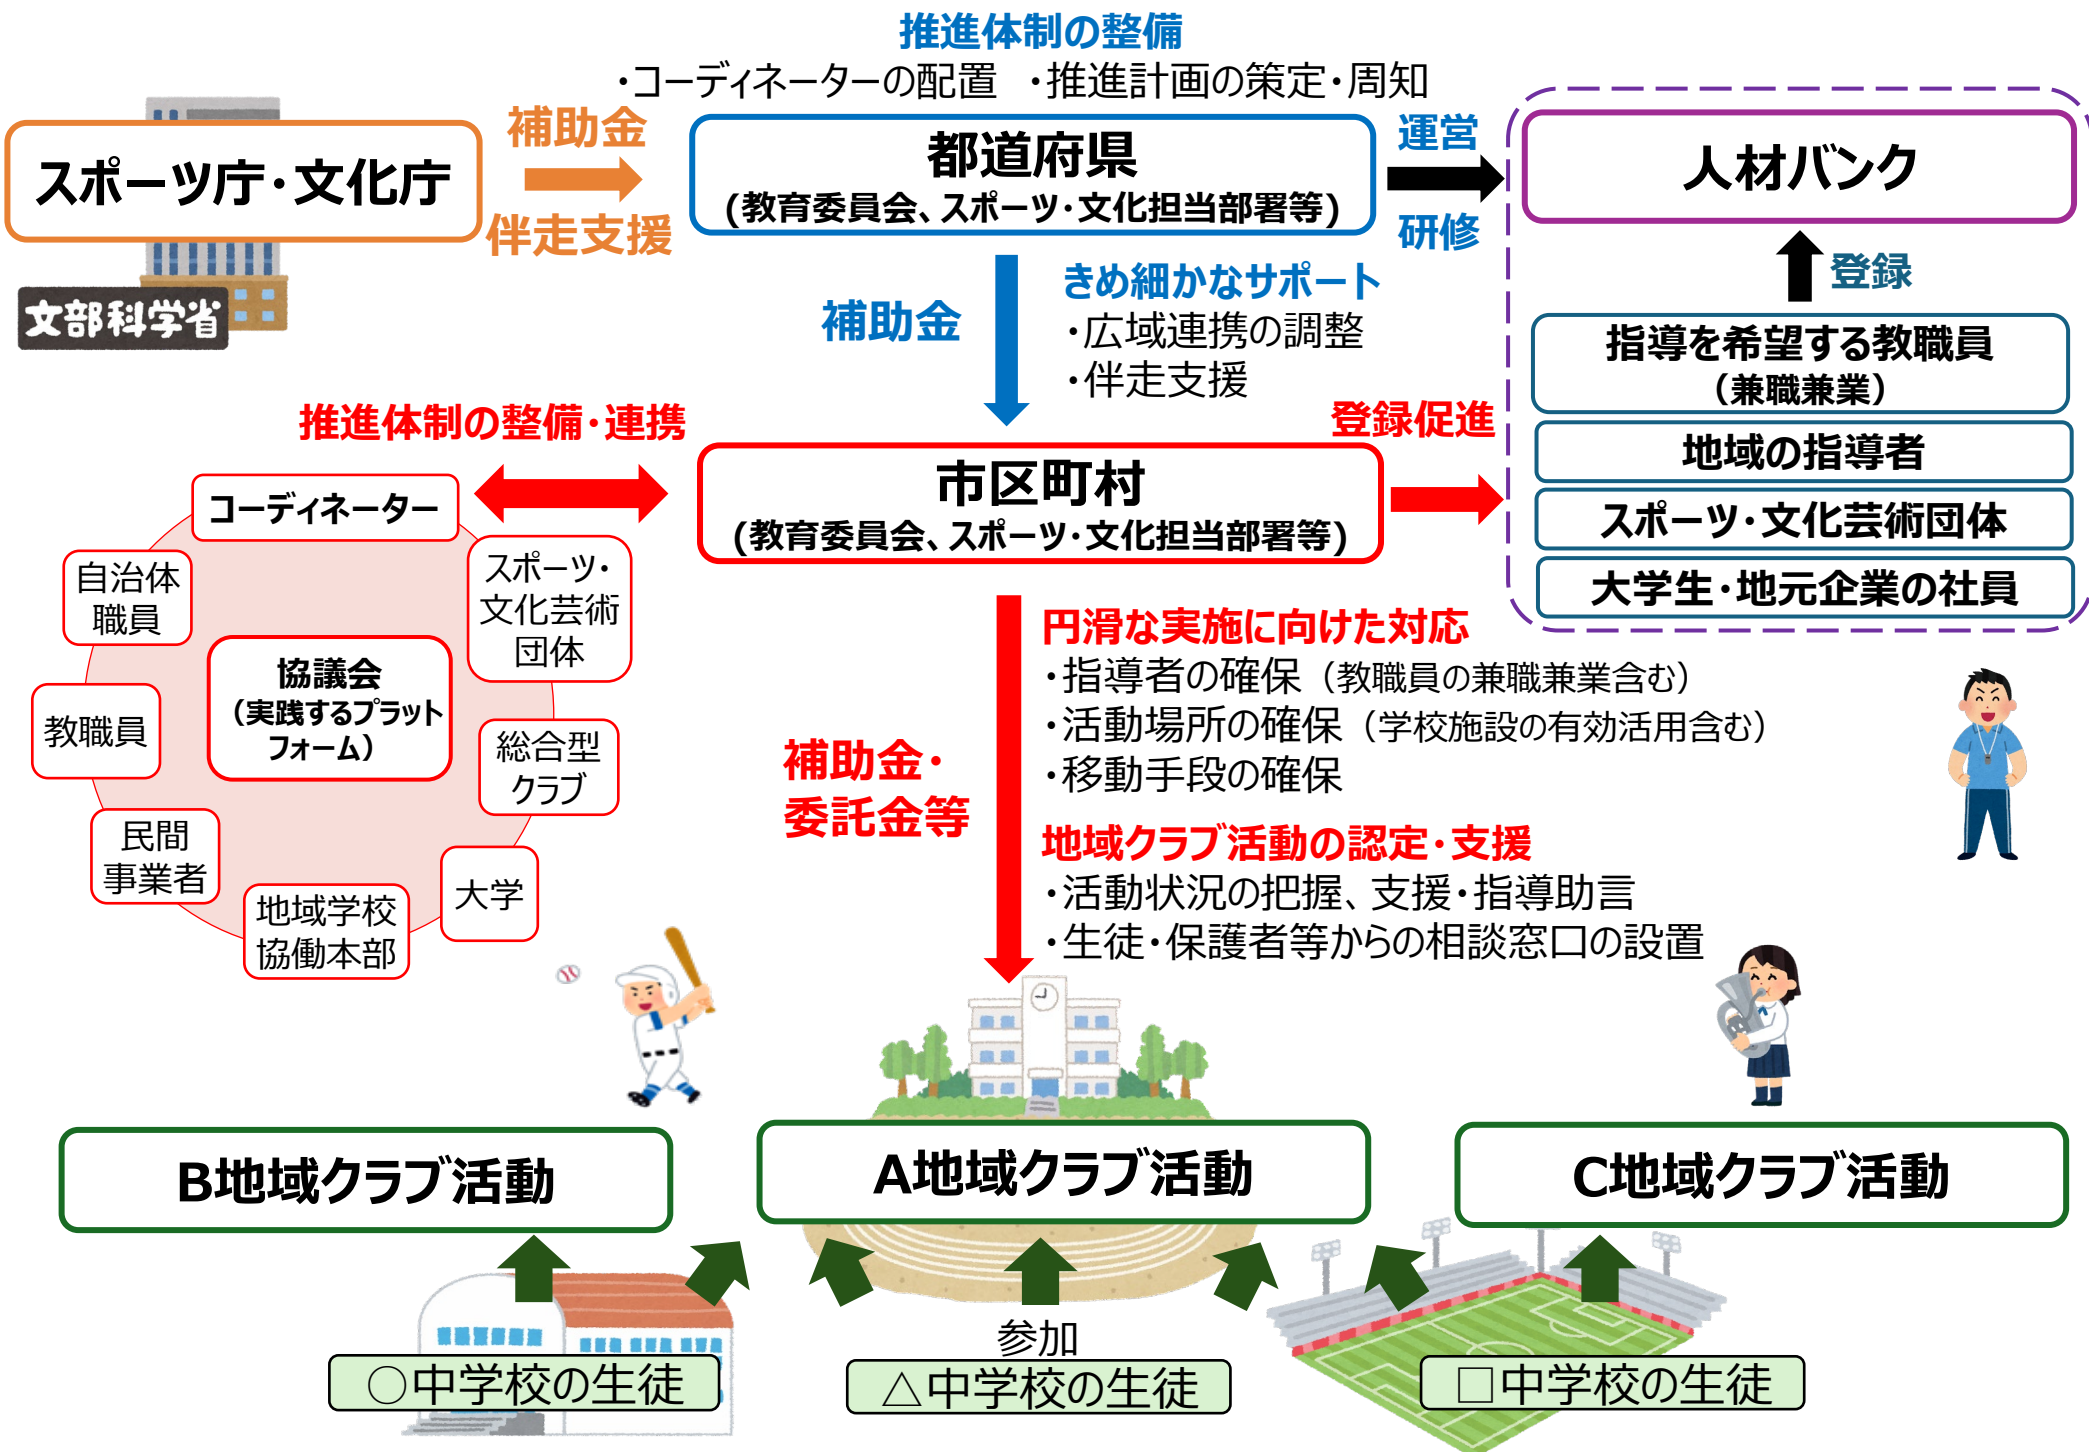 推進体制の整備
・コーディネーターの配置　・推進計画の策定・周知
スポーツ庁・文化庁
文部科学省
補助金
伴走支援
都道府県
(教育委員会、スポーツ・文化担当部署等)
運営
研修
人材バンク
登録
指導を希望する教職員
（兼職兼業）
地域の指導者
スポーツ・文化芸術団体
大学生・地元企業の社員
補助金
きめ細かなサポート
・広域連携の調整
・伴走支援
登録促進
推進体制の整備・連携
市区町村
(教育委員会、スポーツ・文化担当部署等)
コーディネーター
自治体
職員
スポーツ・
文化芸術
団体
協議会
（実践するプラット
フォーム）
教職員
総合型
クラブ
民間
事業者
地域学校
協働本部
大学
補助金・
委託金等
円滑な実施に向けた対応
・指導者の確保（教職員の兼職兼業含む）
・活動場所の確保（学校施設の有効活用含む）
・移動手段の確保
地域クラブ活動の認定・支援
・活動状況の把握、支援・指導助言
・生徒・保護者等からの相談窓口の設置
B地域クラブ活動
A地域クラブ活動
C地域クラブ活動
参加
○中学校の生徒
△中学校の生徒
□中学校の生徒